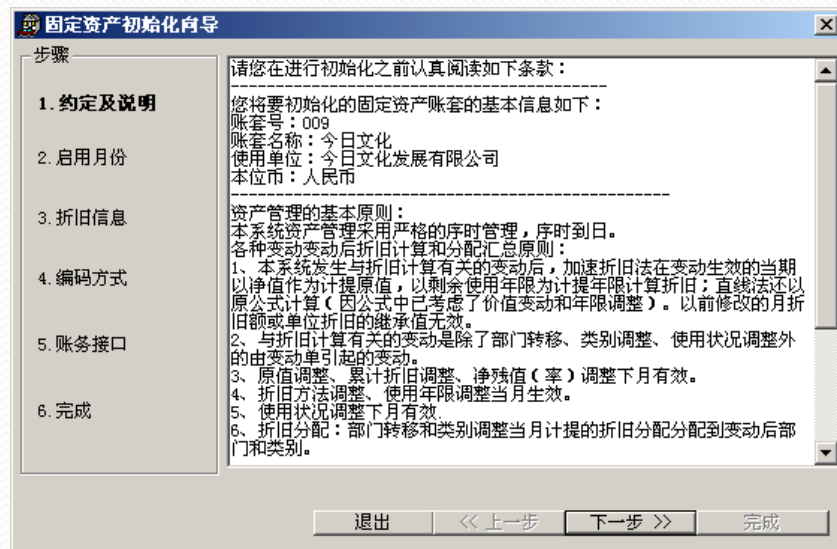 固定资产初始化向导
步骤
1. 约定及说明
2. 启用月份
3. 折旧信息
4. 编码方式
5. 账务接口
6. 完成
请您在进行初始化之前认真阅读如下条款：
----------------------------------------
您将要初始化的固定资产账套的基本信息如下：
账套号：009
账套名称：今日文化
使用单位：今日文化发展有限公司
本位币：人民币
------------------------------------------------
资产管理的基本原则：
本系统资产管理采用严格的序时管理，序时到日。
各种变动变动后折旧计算和分配汇总原则：
1、本系统发生与折旧计算有关的变动后，加速折旧法在变动生效的当期
以净值作为计提原值，以剩余使用年限为计提年限计算折旧；直线法还以
原公式计算（因公式中已考虑了价值变动和年限调整）。以前修改的月折
旧额或单位折旧的继承值无效。
2、与折旧计算有关的变动是除了部门转移、类别调整、使用状况调整外
的由变动单引起的变动。
3、原值调整、累计折旧调整、净残值（率）调整下月有效。
4、折旧方法调整、使用年限调整当月生效。
5、使用状况调整下月有效.
6、折旧分配：部门转移和类别调整当月计提的折旧分配分配到变动后部
门和类别。
退出
<< 上一步
下一步 >>
完成